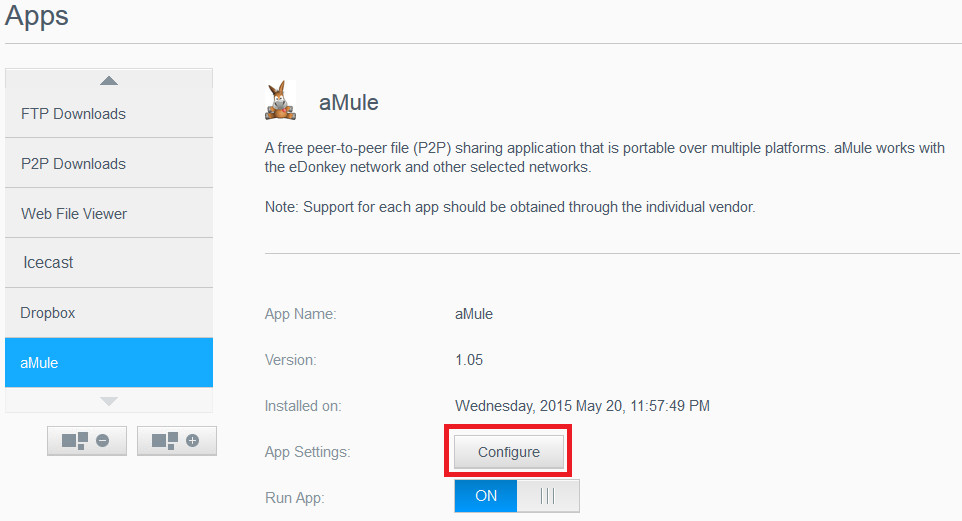 Apps
FTP Downloads
P2P Downloads
Web File Viewer
Icecast
Dropbox
aMule
aMule
A free peer-to-peer file (P2P) sharing application that is portable over multiple platforms. aMule works with
the eDonkey network and other selected networks.
Note: Support for each app should be obtained through the individual vendor.
App Name: aMule
Version: 1.05
Installed on: Wednesday, 2015 May 20, 11:57:49 PM
App Settings: Configure
Run App: ON